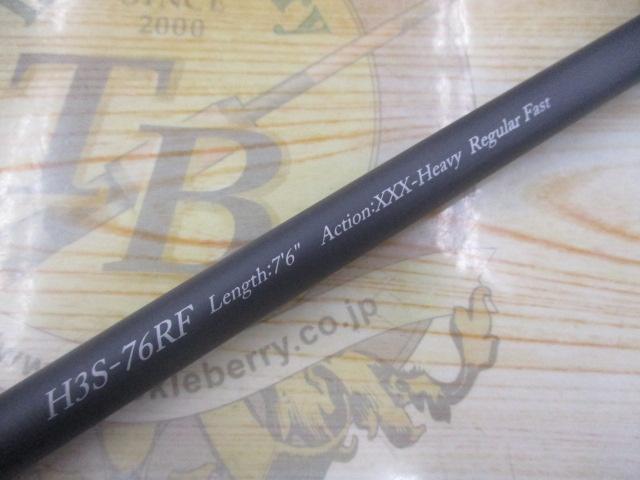 SINCE
2000
TB
H3S-76RF Length:7'6" Action:XXX-Heavy Regular Fast
kleberry.co.jp